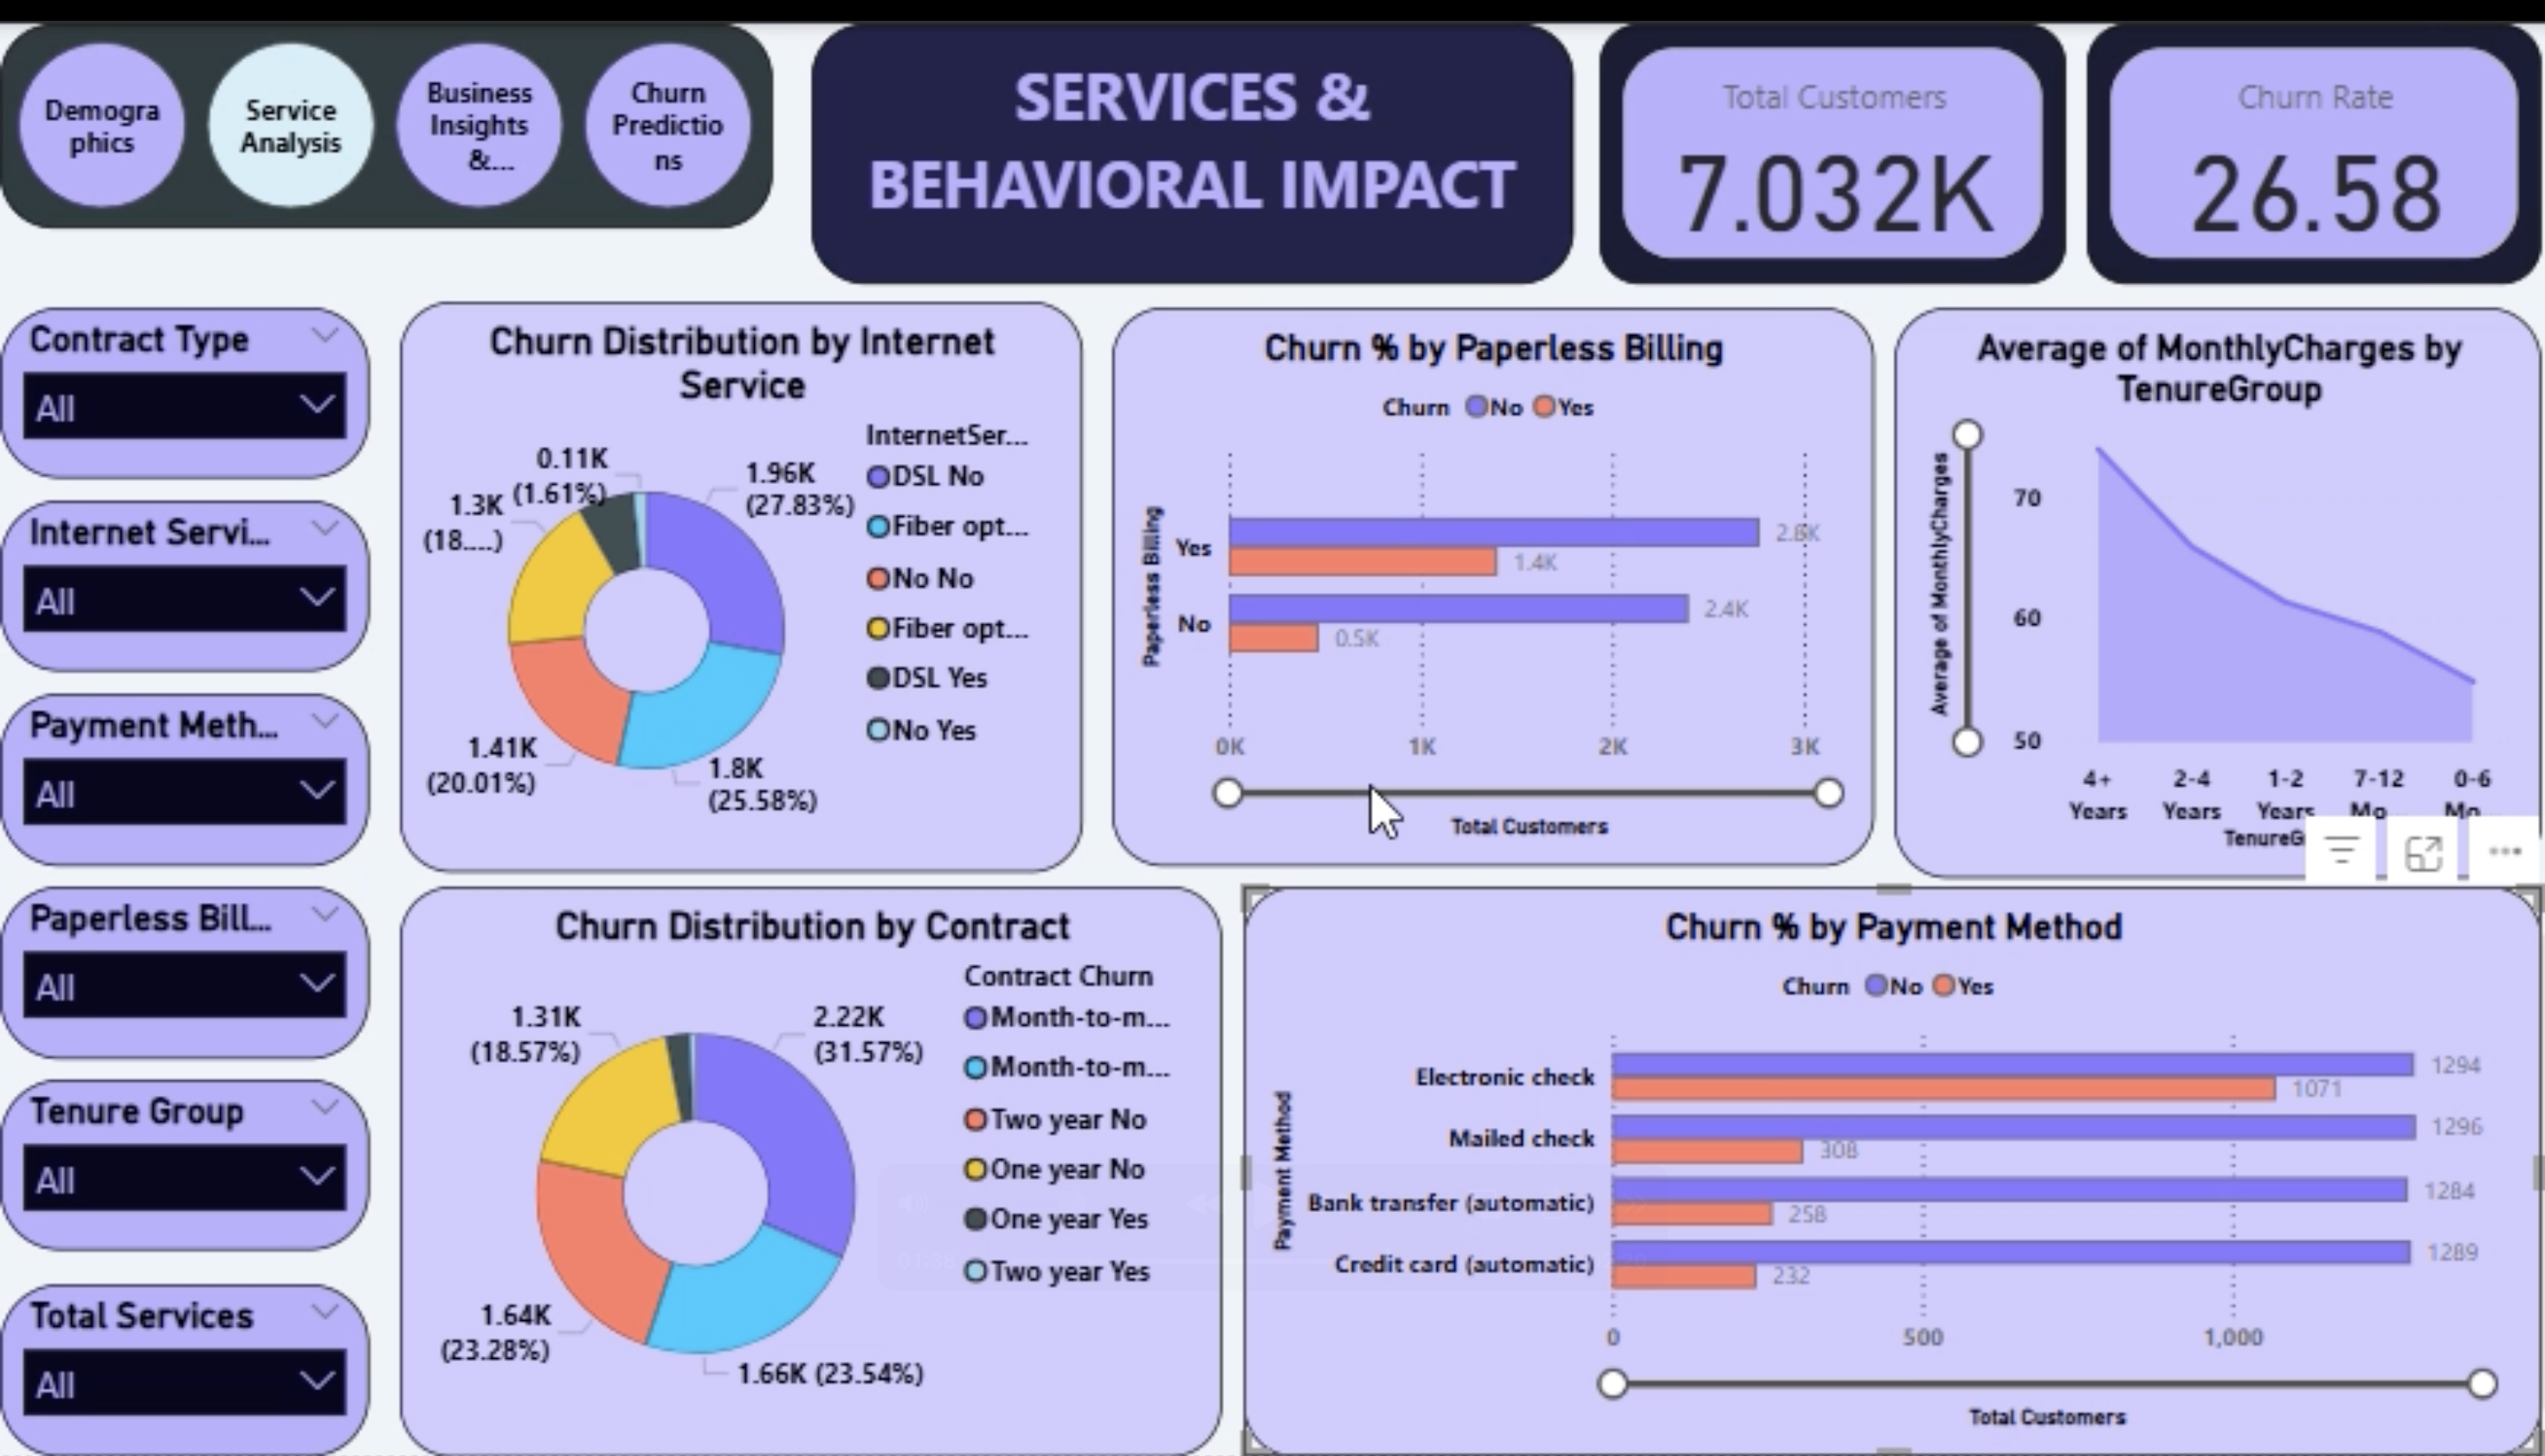 Demogra
phics
Service
Analysis
Business
Insights
&...
Churn
Predictio
ns
SERVICES &
BEHAVIORAL IMPACT
Total Customers
7.032K
Churn Rate
26.58
Contract Type
All
Internet Servi...
All
Payment Meth...
All
Paperless Bill...
All
Tenure Group
All
Total Services
All
Churn Distribution by Internet
Service
0.11K
(1.61%)
1.96K
(27.83%)
1.3K
(18....)
1.41K
(20.01%)
1.8K
(25.58%)
InternetSer...
DSL No
Fiber opt...
No No
Fiber opt...
DSL Yes
No Yes
Churn % by Paperless Billing
Churn No Yes
Paperless Billing
Yes
2.8K
1.4K
No
2.4K
0.5K
0K 1K 2K 3K
Total Customers
Average of MonthlyCharges by
TenureGroup
Average of MonthlyCharges
70
60
50
4+ 2-4 1-2 7-12 0-6
Years Years Years Mo... Mo...
TenureG
Churn Distribution by Contract
1.31K
(18.57%)
2.22K
(31.57%)
1.64K
(23.28%)
1.66K (23.54%)
Contract Churn
Month-to-m...
Month-to-m...
Two year No
One year No
One year Yes
Two year Yes
Churn % by Payment Method
Churn No Yes
Payment Method
Electronic check
1294
1071
Mailed check
1296
308
Bank transfer (automatic)
1284
258
Credit card (automatic)
1289
232
0 500 1,000
Total Customers